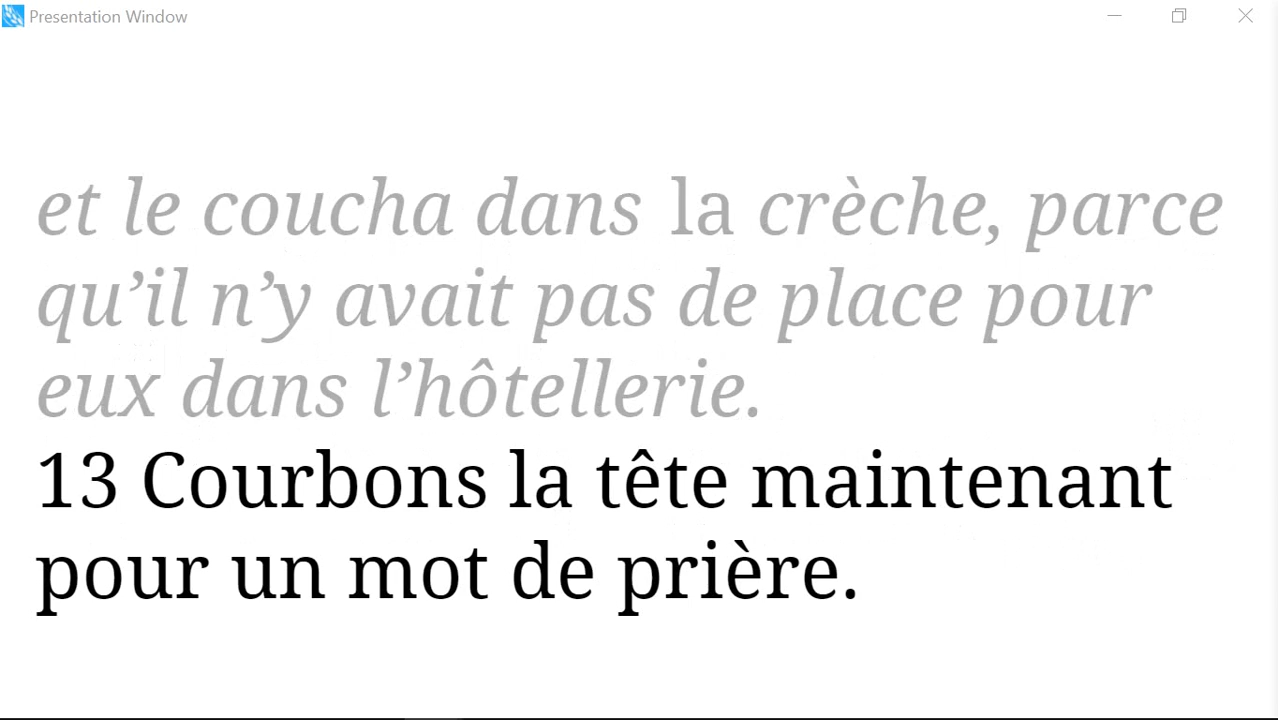 Presentation Window
et le coucha dans la crèche, parce
qu’il n’y avait pas de place pour
eux dans l’hôtellerie.
13 Courbons la tête maintenant
pour un mot de prière.